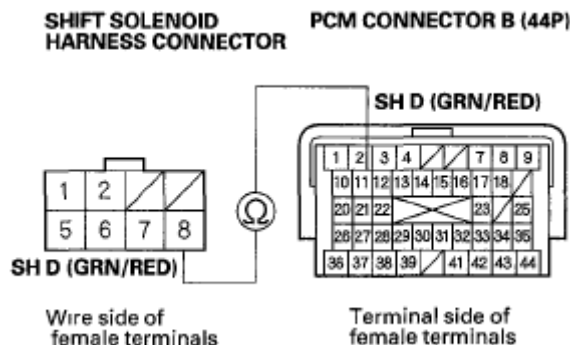 SHIFT SOLENOID
HARNESS CONNECTOR
PCM CONNECTOR B (44P)
SH D (GRN/RED)
1 2 3 4 7 8 9
10 11 12 13 14 15 16 17 18
20 21 22 23 25
26 27 28 29 30 31 32 33 34 35
36 37 38 39 41 42 43 44
1 2
5 6 7 8
Ω
SH D (GRN/RED)
Wire side of
female terminals
Terminal side of
female terminals